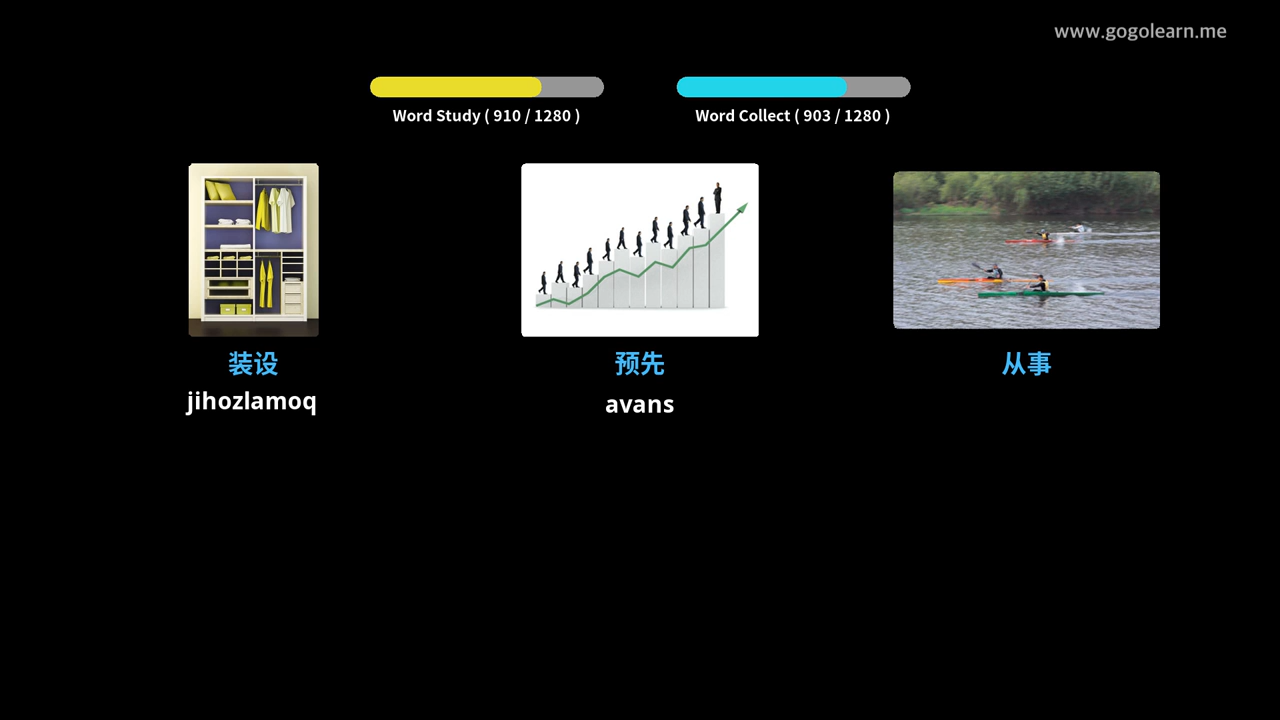 www.gogolearn.me
Word Study ( 910 / 1280 )
Word Collect ( 903 / 1280 )
装设
预先
从事
jihozlamoq
avans